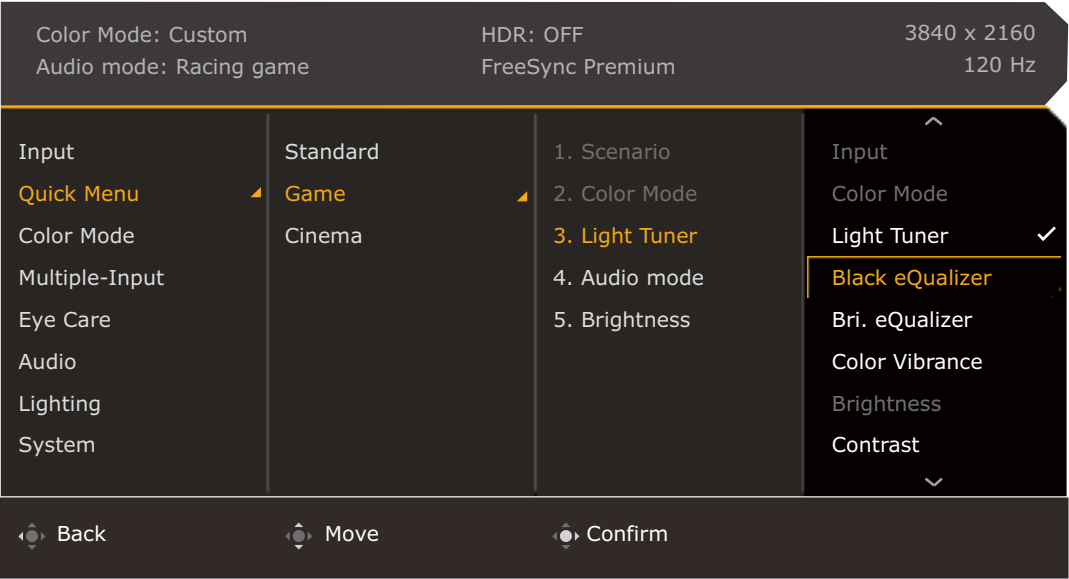 Color Mode: Custom
HDR: OFF
3840 x 2160
Audio mode: Racing game
FreeSync Premium
120 Hz
Input
Quick Menu
Color Mode
Multiple-Input
Eye Care
Audio
Lighting
System
Standard
Game
Cinema
1. Scenario
2. Color Mode
3. Light Tuner
4. Audio mode
5. Brightness
Input
Color Mode
Light Tuner
Black eQualizer
Bri. eQualizer
Color Vibrance
Brightness
Contrast
Back
Move
Confirm